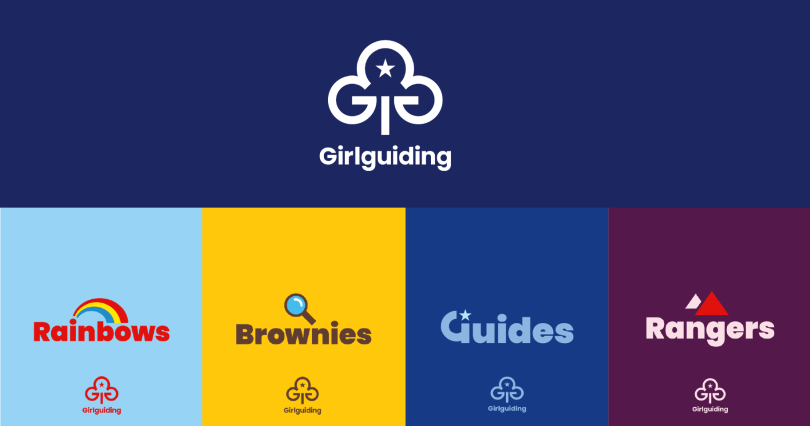 Girlguiding
Rainbows
Brownies
Guides
Rangers
Girlguiding
Girlguiding
Girlguiding
Girlguiding